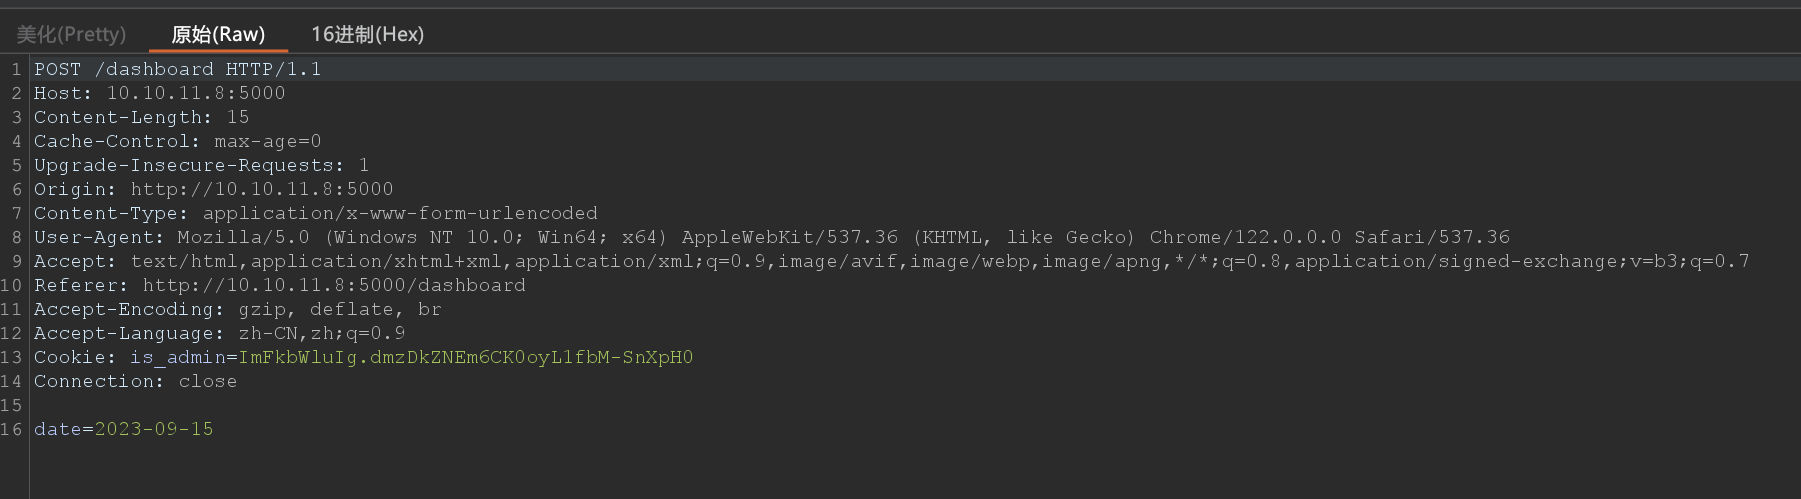 美化(Pretty) 原始(Raw) 16进制(Hex)
1 POST /dashboard HTTP/1.1
2 Host: 10.10.11.8:5000
3 Content-Length: 15
4 Cache-Control: max-age=0
5 Upgrade-Insecure-Requests: 1
6 Origin: http://10.10.11.8:5000
7 Content-Type: application/x-www-form-urlencoded
8 User-Agent: Mozilla/5.0 (Windows NT 10.0; Win64; x64) AppleWebKit/537.36 (KHTML, like Gecko) Chrome/122.0.0.0 Safari/537.36
9 Accept: text/html,application/xhtml+xml,application/xml;q=0.9,image/avif,image/webp,image/apng,*/*;q=0.8,application/signed-exchange;v=b3;q=0.7
10 Referer: http://10.10.11.8:5000/dashboard
11 Accept-Encoding: gzip, deflate, br
12 Accept-Language: zh-CN,zh;q=0.9
13 Cookie: is_admin=ImFkbWluIg.dmzDkZNEm6CK0oyL1fbM-SnXpH0
14 Connection: close
15
16 date=2023-09-15